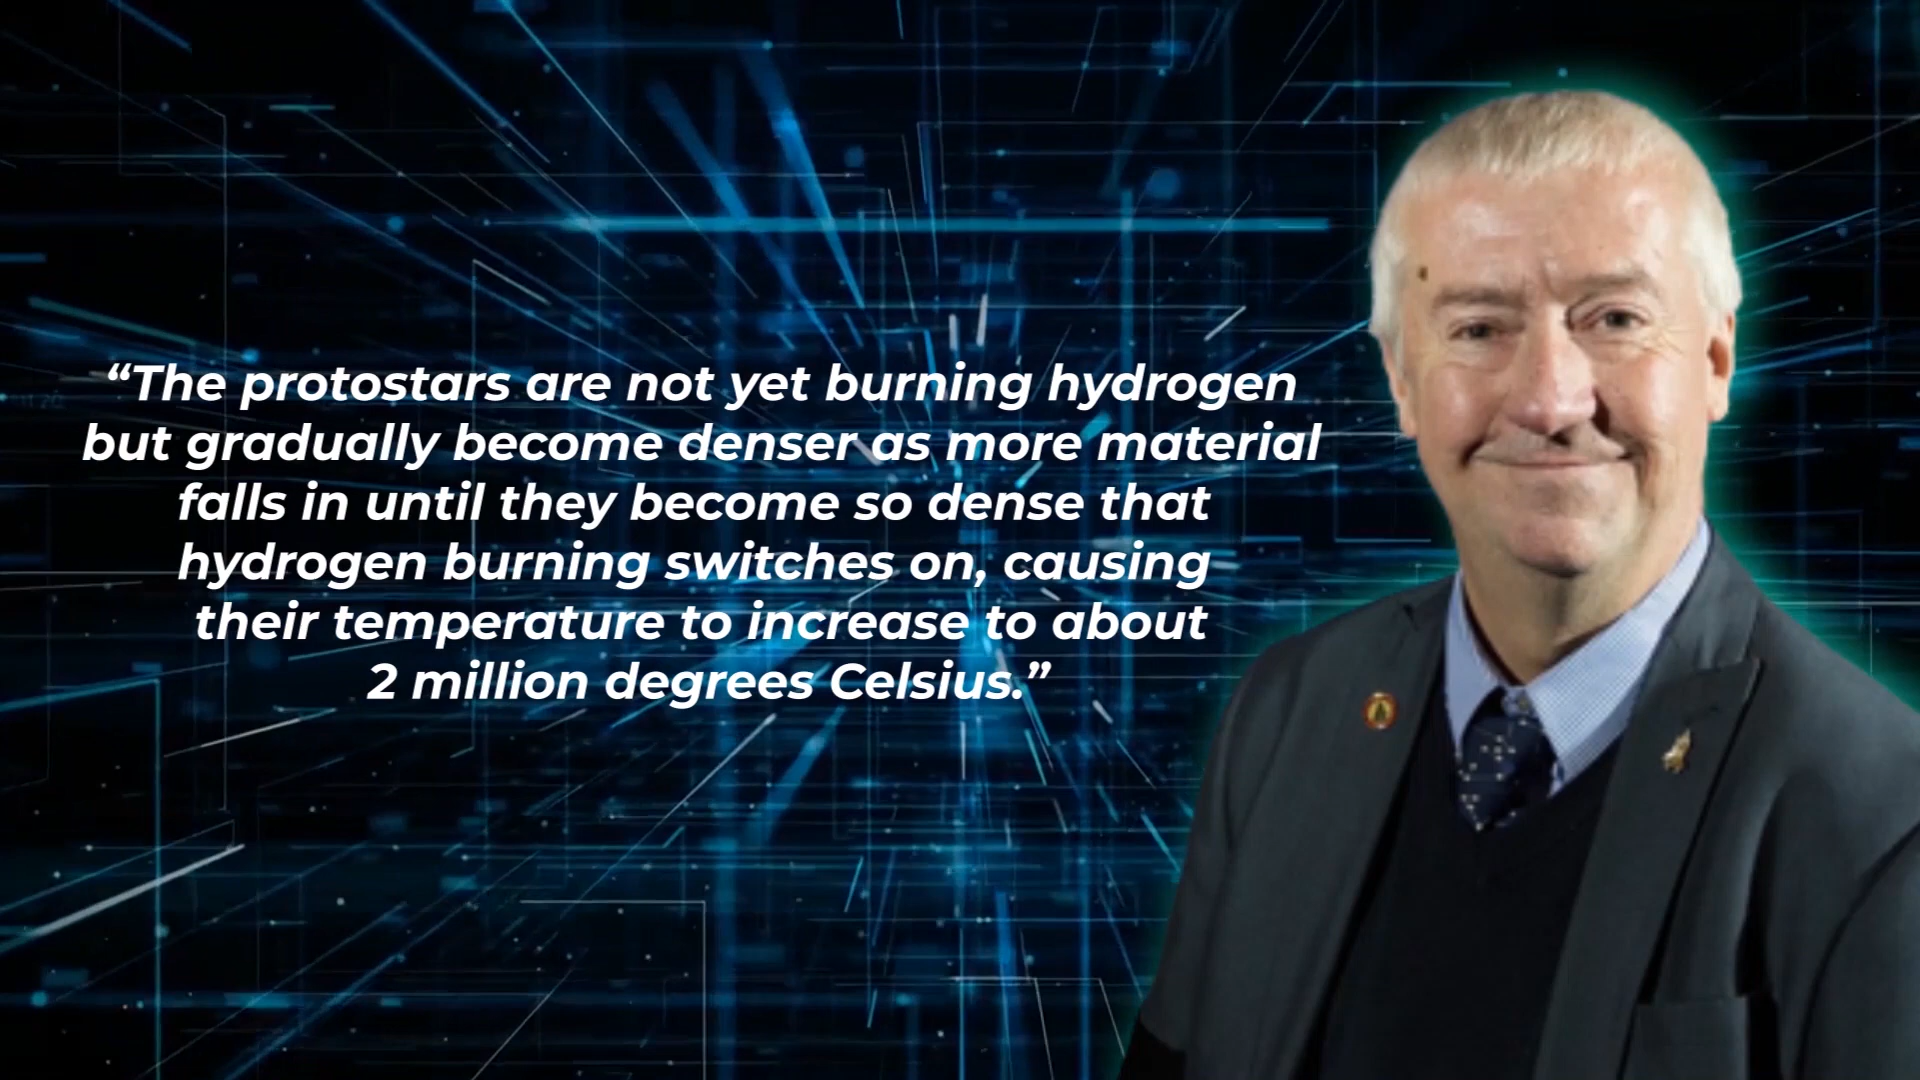 “The protostars are not yet burning hydrogen
but gradually become denser as more material
falls in until they become so dense that
hydrogen burning switches on, causing
their temperature to increase to about
2 million degrees Celsius.”